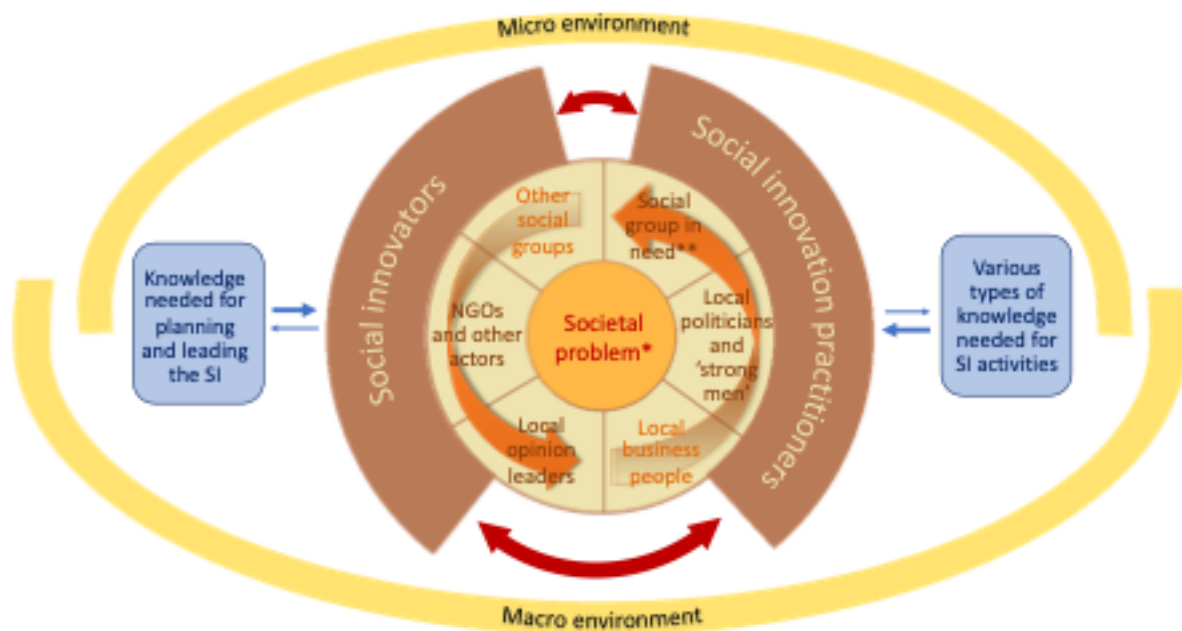 Micro environment
Social innovators
Social innovation practitioners
Other
social
groups
Social
group in
need**
Knowledge
needed for
planning
and leading
the SI
NGOs
and other
actors
Societal
problem*
Local
politicians
and
‘strong
men’
Various
types of
knowledge
needed for
SI activities
Local
opinion
leaders
Local
business
people
Macro environment